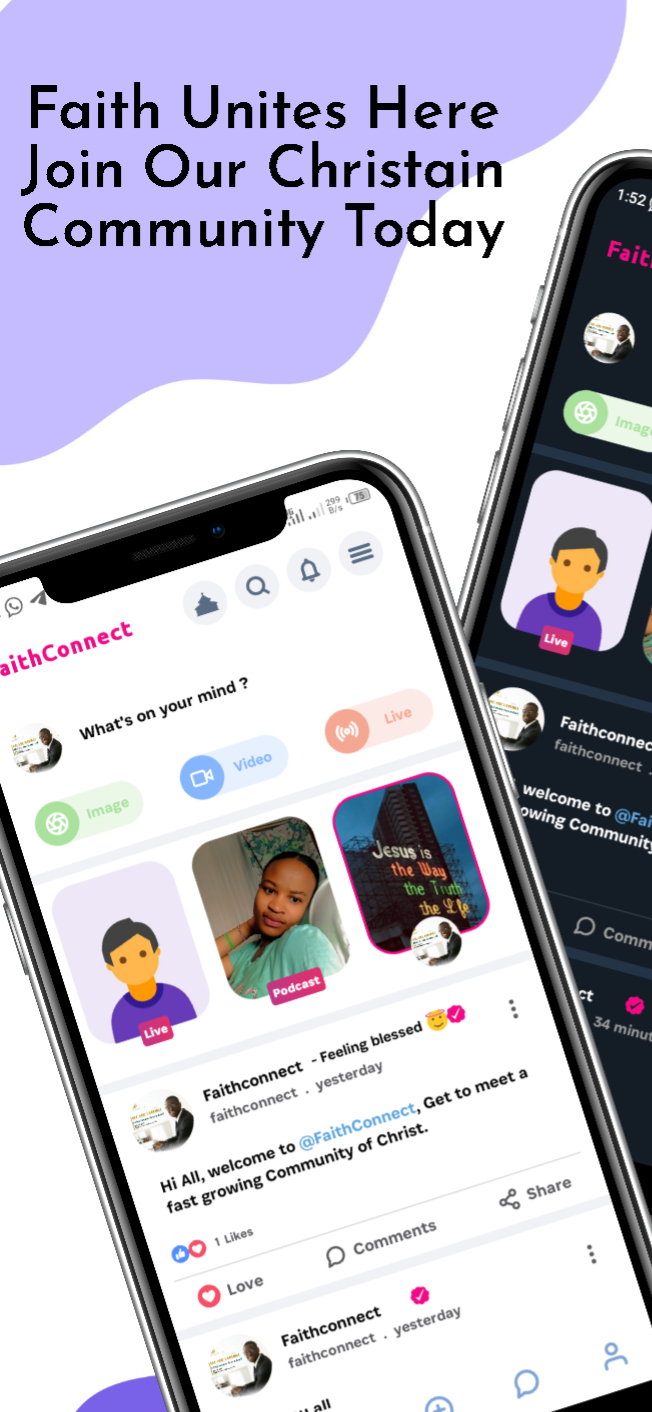 Faith Unites Here
Join Our Christain
Community Today
1:52
Fait
Image
Live
Faithconnec
faithconnect .
welcome to @Fai
owing Community
Comm
ct
34 minut
299
B/s
75
aithConnect
What's on your mind ?
Image
Video
Live
Jesus is
the Way
the Truth
the Life
Live
Podcast
Faithconnect - Feeling blessed 😇
faithconnect . yesterday
Hi All, welcome to @FaithConnect, Get to meet a
fast growing Community of Christ.
1 Likes
Comments
Share
Love
Faithconnect
faithconnect . yesterday
all